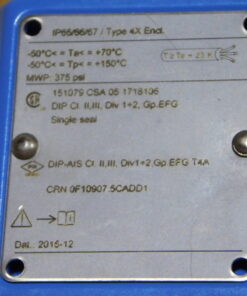 IP65/66/67 / Type 4X Encl.
-50°C< = Ta< = +70°C
-50°C< = Tp< = +150°C
MWP: 375 psi
151079 CSA 05 1718106
DIP Cl. II,III, Div 1+2, Gp.EFG
Single seal
DIP-A/S Cl. II,III, Div1+2,Gp.EFG T4A
CRN 0F10907.5CADD1
Dat.: 2015-12